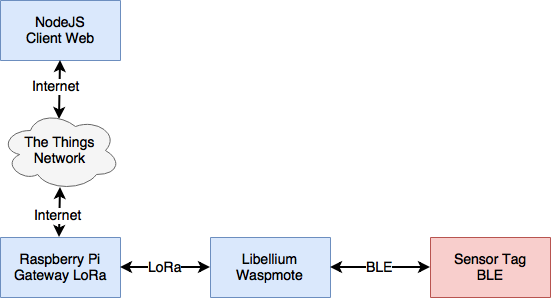 NodeJS
Client Web
Internet
The Things
Network
Internet
Raspberry Pi
Gateway LoRa
LoRa
Libellium
Waspmote
BLE
Sensor Tag
BLE